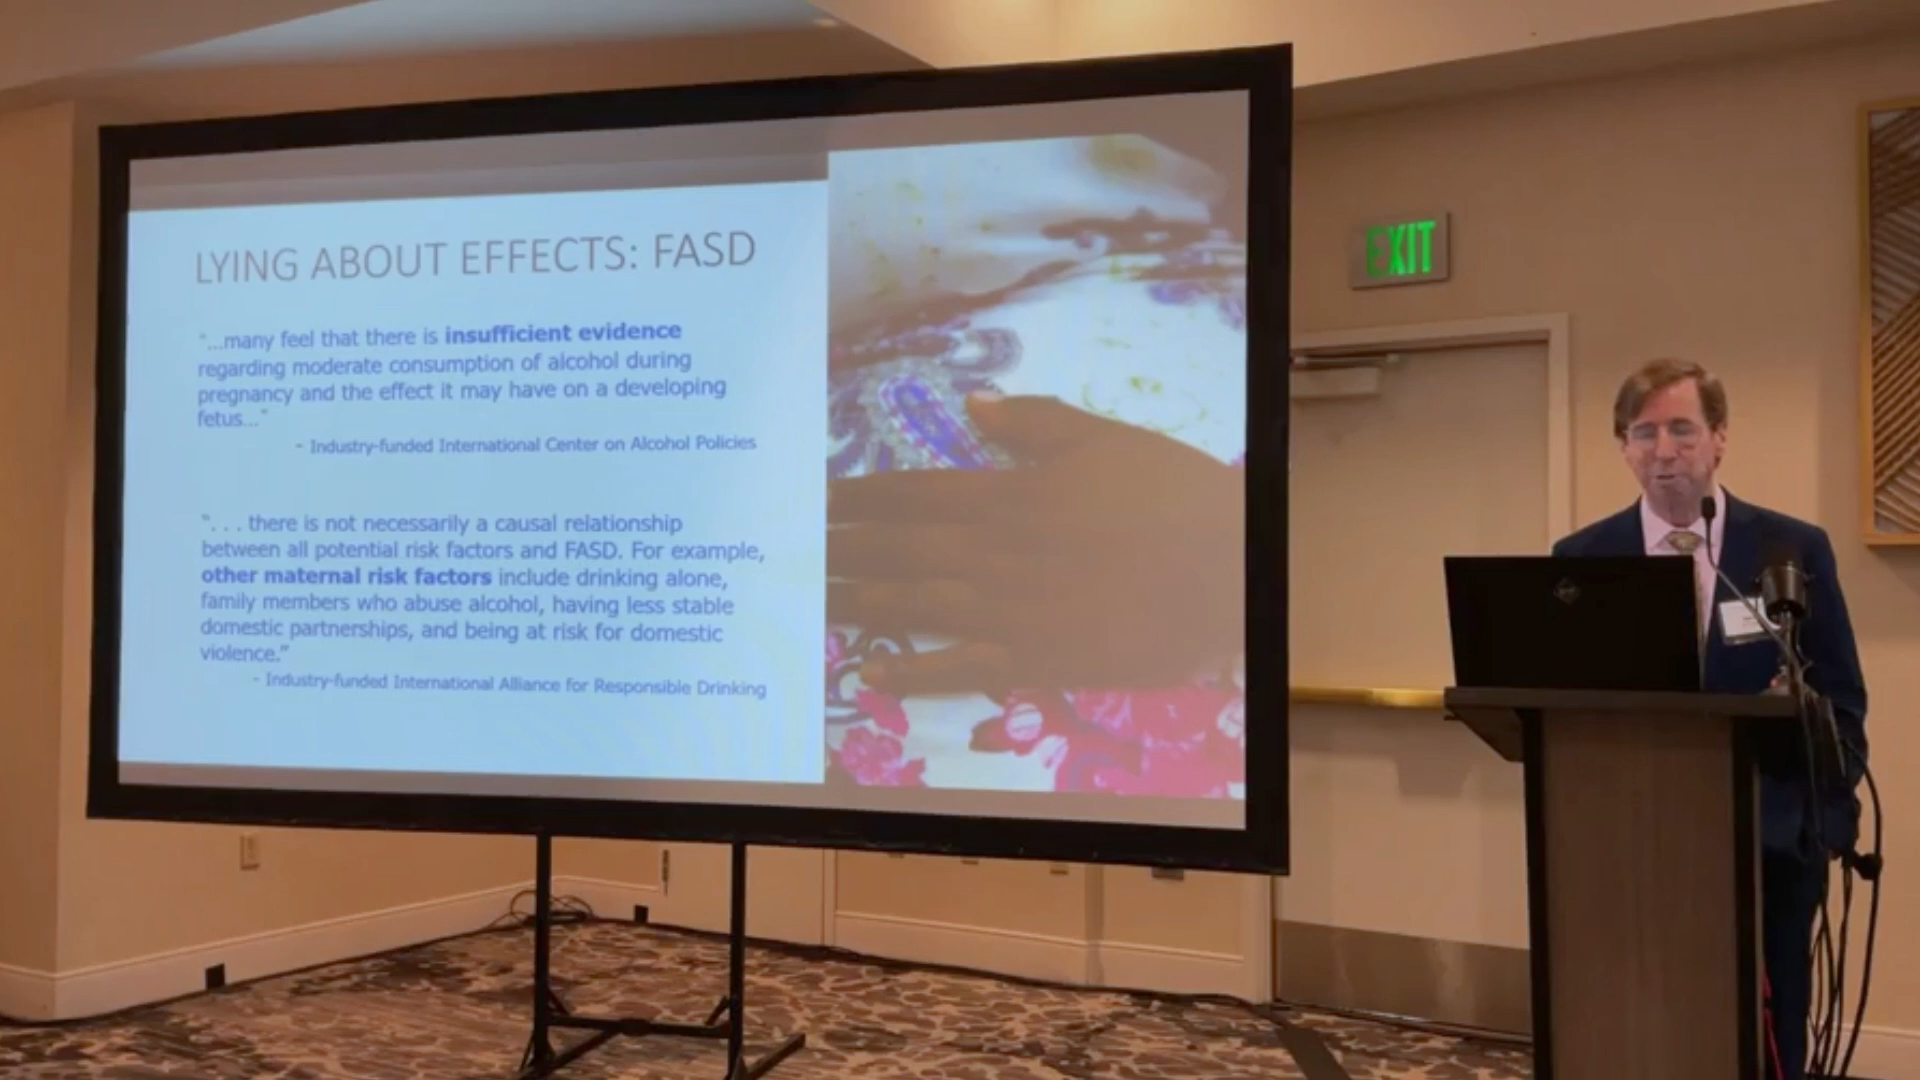 LYING ABOUT EFFECTS: FASD
"...many feel that there is insufficient evidence
regarding moderate consumption of alcohol during
pregnancy and the effect it may have on a developing
fetus..."
- Industry-funded International Center on Alcohol Policies
". . . there is not necessarily a causal relationship
between all potential risk factors and FASD. For example,
other maternal risk factors include drinking alone,
family members who abuse alcohol, having less stable
domestic partnerships, and being at risk for domestic
violence."
- Industry-funded International Alliance for Responsible Drinking
EXIT